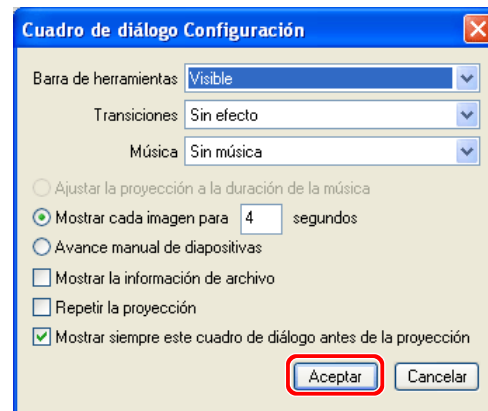 Cuadro de diálogo Configuración
Barra de herramientas Visible
Transiciones Sin efecto
Música Sin música
Ajustar la proyección a la duración de la música
Mostrar cada imagen para 4 segundos
Avance manual de diapositivas
Mostrar la información de archivo
Repetir la proyección
Mostrar siempre este cuadro de diálogo antes de la proyección
Aceptar Cancelar